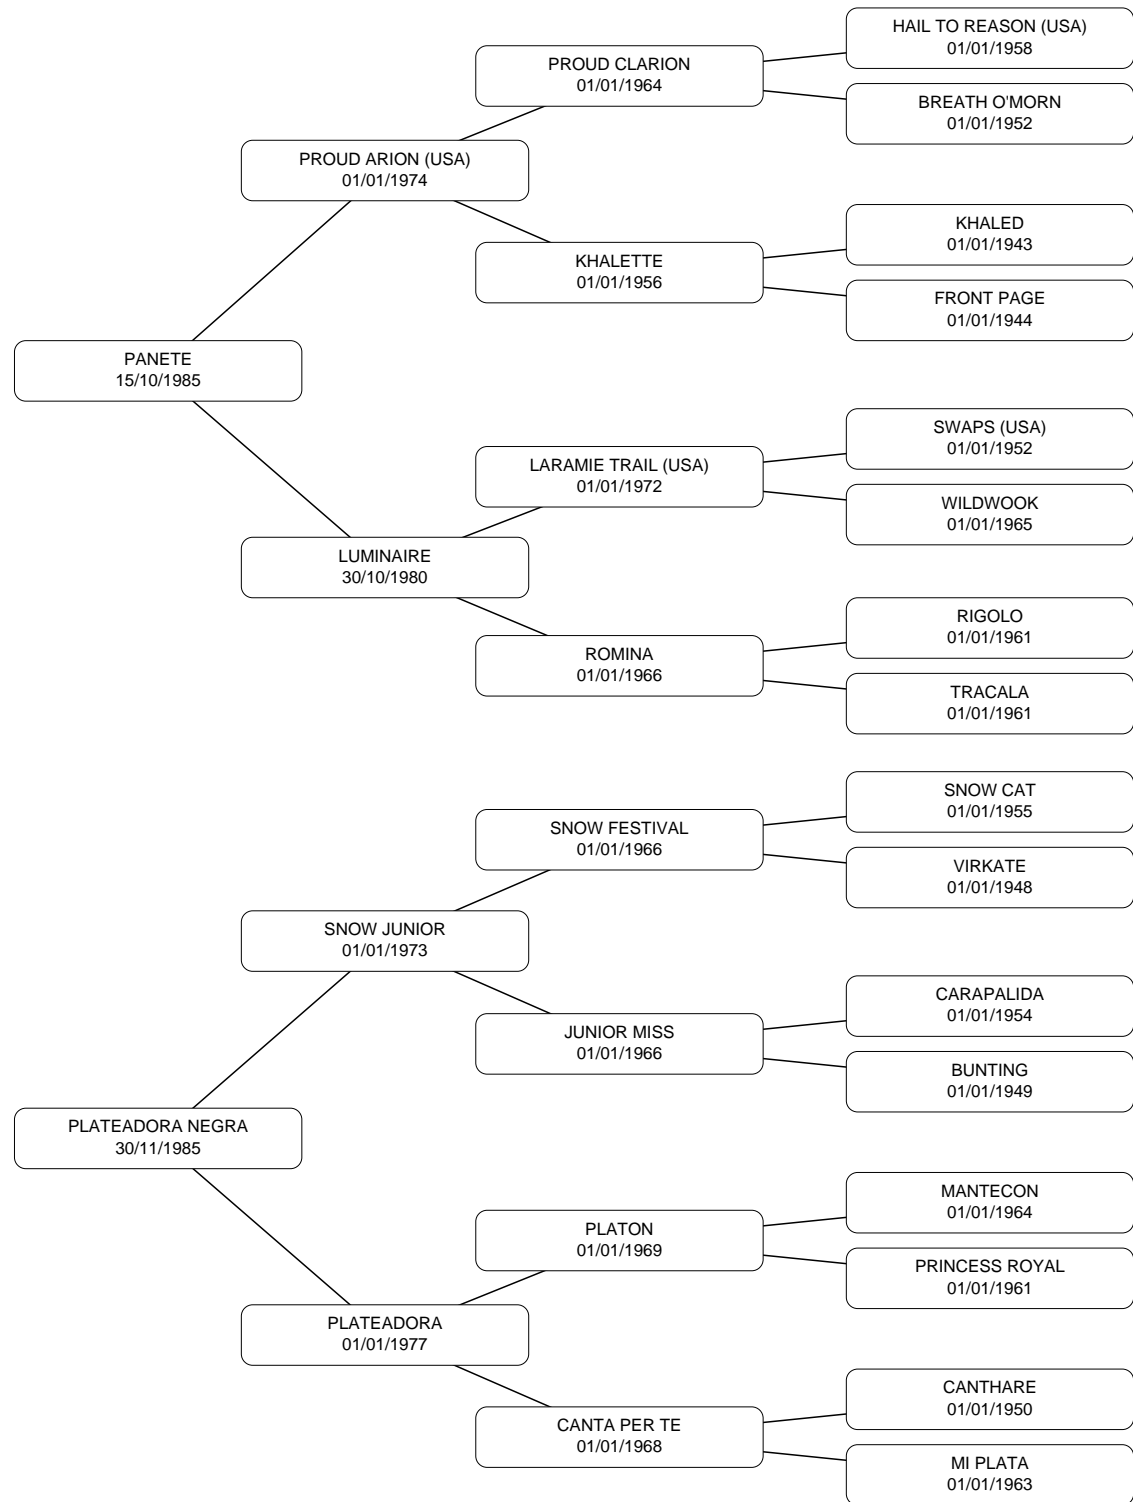 HAIL TO REASON (USA)
01/01/1958
PROUD CLARION
01/01/1964
BREATH O'MORN
01/01/1952
PROUD ARION (USA)
01/01/1974
KHALED
01/01/1943
KHALETTE
01/01/1956
FRONT PAGE
01/01/1944
PANETE
15/10/1985
SWAPS (USA)
01/01/1952
LARAMIE TRAIL (USA)
01/01/1972
WILDWOOK
01/01/1965
LUMINAIRE
30/10/1980
RIGOLO
01/01/1961
ROMINA
01/01/1966
TRACALA
01/01/1961
SNOW CAT
01/01/1955
SNOW FESTIVAL
01/01/1966
VIRKATE
01/01/1948
SNOW JUNIOR
01/01/1973
CARAPALIDA
01/01/1954
JUNIOR MISS
01/01/1966
BUNTING
01/01/1949
PLATEADORA NEGRA
30/11/1985
MANTECON
01/01/1964
PLATON
01/01/1969
PRINCESS ROYAL
01/01/1961
PLATEADORA
01/01/1977
CANTHARE
01/01/1950
CANTA PER TE
01/01/1968
MI PLATA
01/01/1963